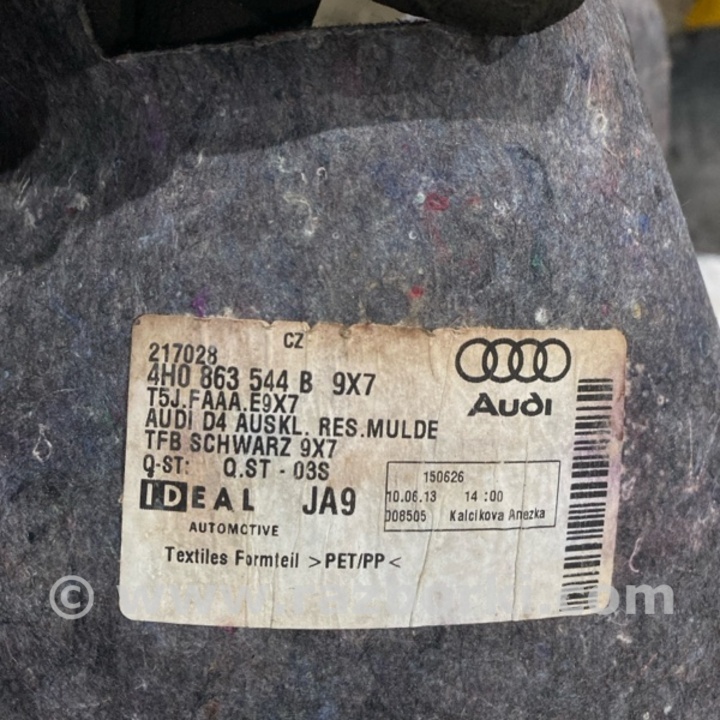 217028 CZ
4H0 863 544 B 9X7
T5J.FAAA.E9X7
AUDI D4 AUSKL. RES.MULDE
TFB SCHWARZ 9X7
Q-ST: Q.ST - 03S
IDEAL JA9
AUTOMOTIVE
Textiles Formteil >PET/PP<
Audi
150626
10.06.13 14 :00
008505 Kalcikova Anezka